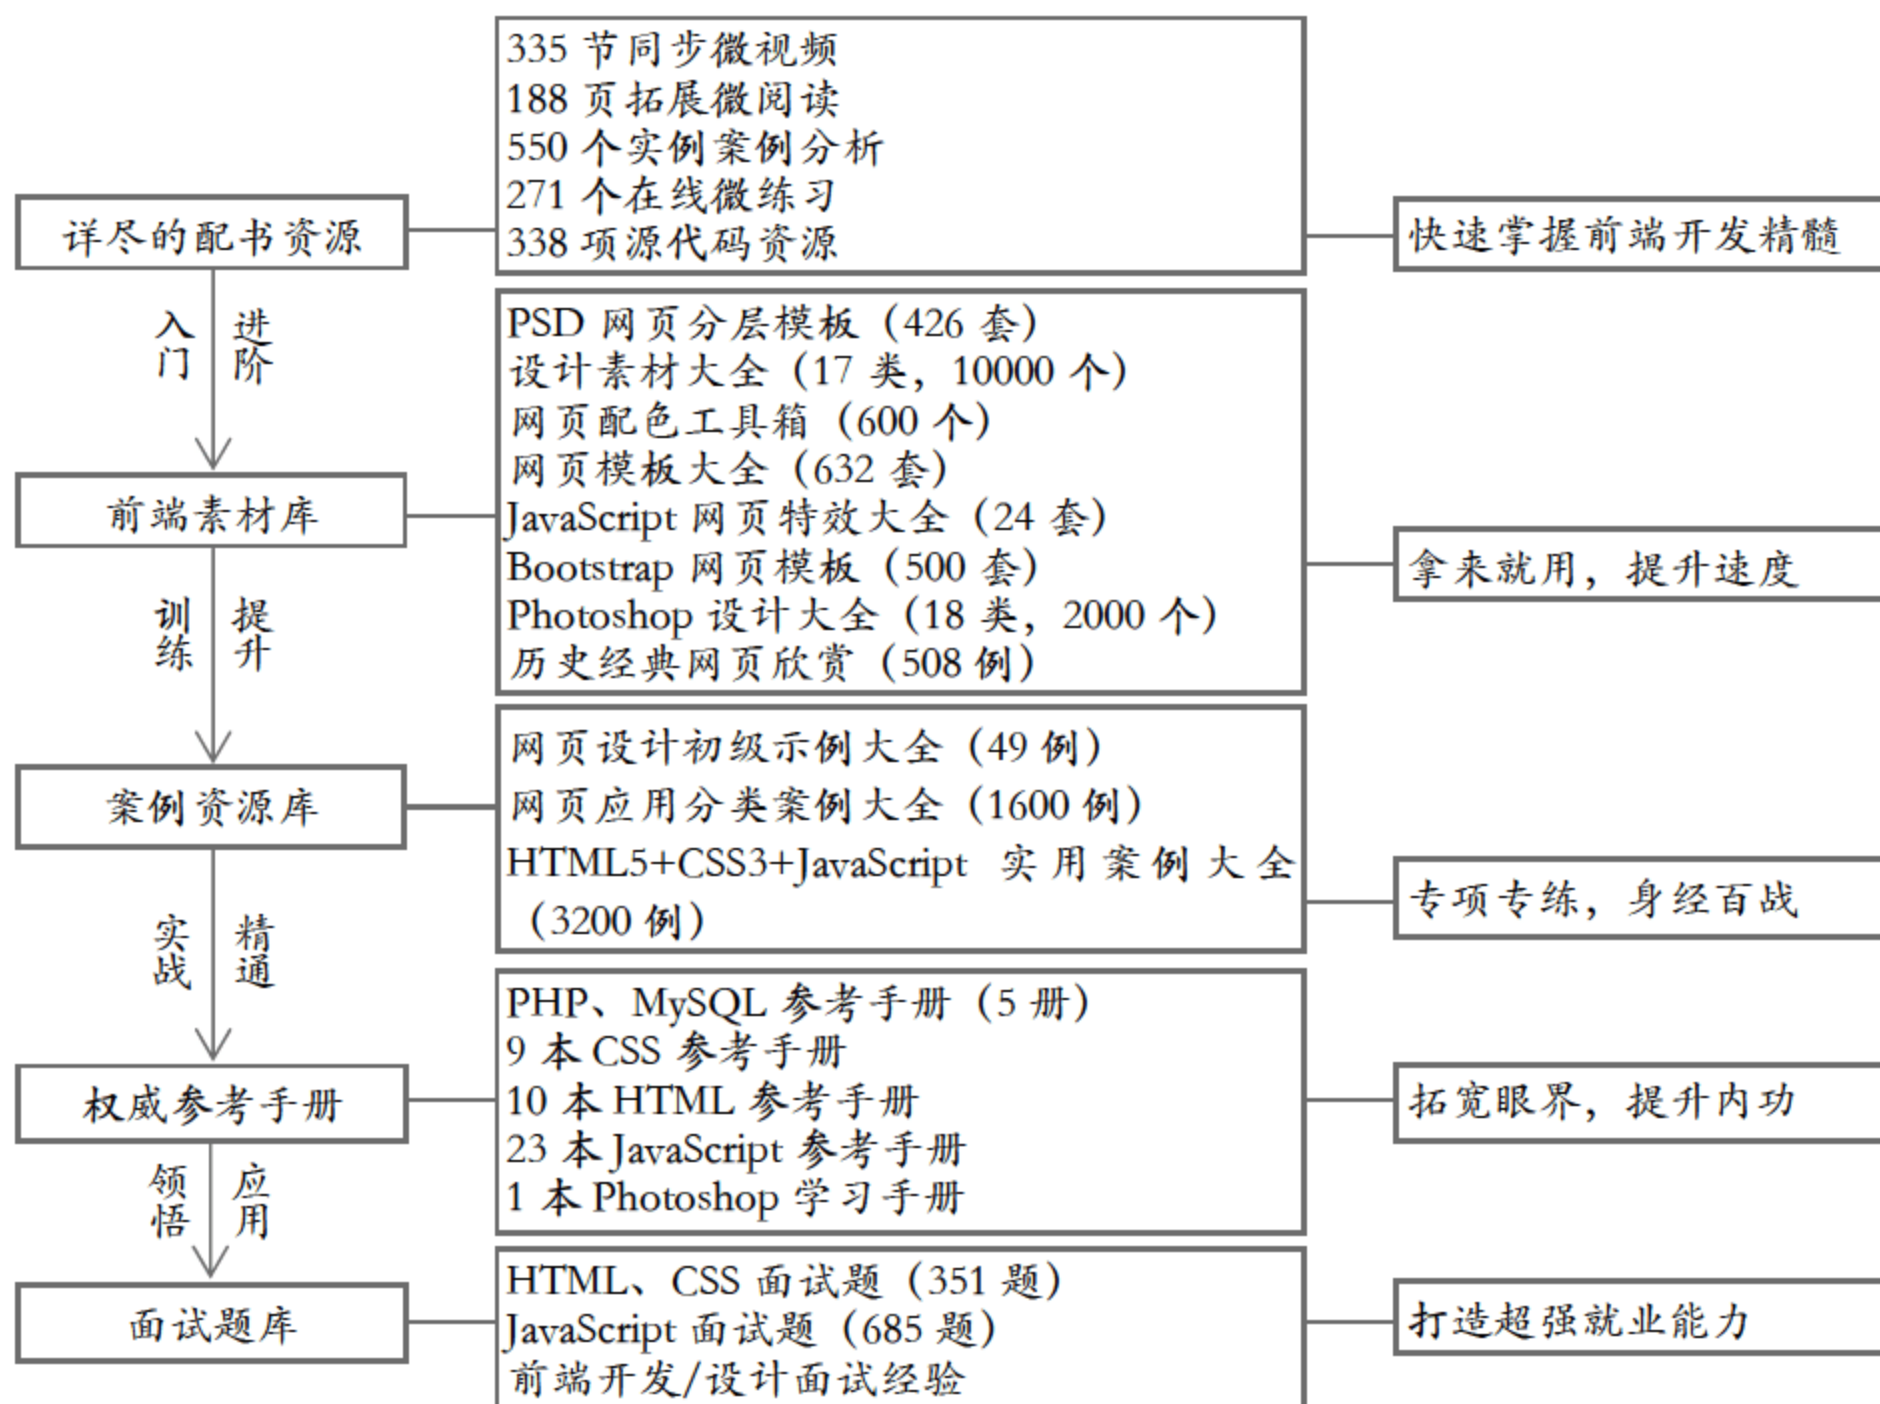 详尽的配书资源
335 节同步微视频
188 页拓展微阅读
550 个实例案例分析
271 个在线微练习
338 项源代码资源
快速掌握前端开发精髓
入门 进阶
前端素材库
PSD 网页分层模板（426 套）
设计素材大全（17 类，10000 个）
网页配色工具箱（600 个）
网页模板大全（632 套）
JavaScript 网页特效大全（24 套）
Bootstrap 网页模板（500 套）
Photoshop 设计大全（18 类，2000 个）
历史经典网页欣赏（508 例）
拿来就用，提升速度
训练 提升
案例资源库
网页设计初级示例大全（49 例）
网页应用分类案例大全（1600 例）
HTML5+CSS3+JavaScript 实用案例大全
（3200 例）
专项专练，身经百战
实战 精通
权威参考手册
PHP、MySQL 参考手册（5 册）
9 本 CSS 参考手册
10 本 HTML 参考手册
23 本 JavaScript 参考手册
1 本 Photoshop 学习手册
拓宽眼界，提升内功
领悟 应用
面试题库
HTML、CSS 面试题（351 题）
JavaScript 面试题（685 题）
前端开发/设计面试经验
打造超强就业能力